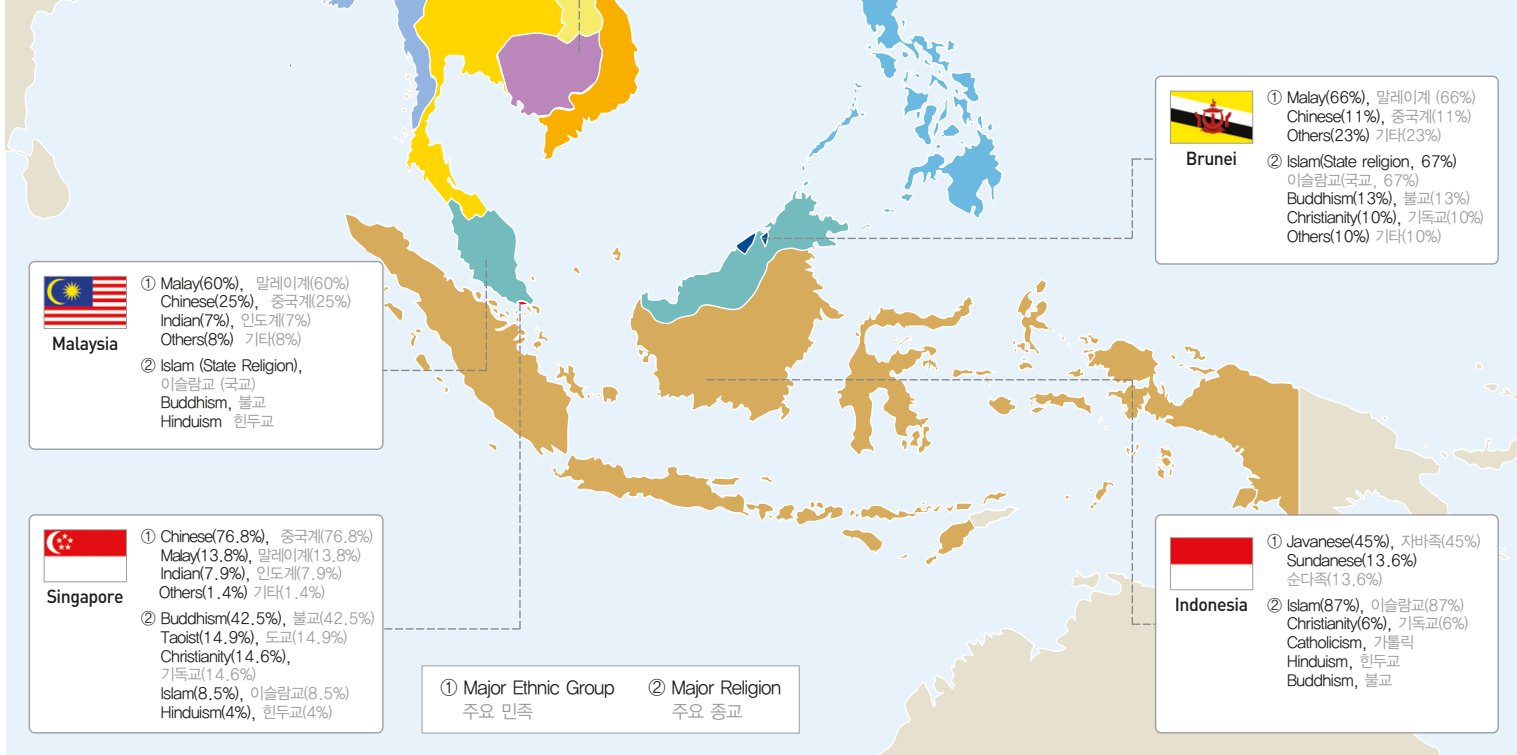 Brunei
① Malay(66%), 말레이계 (66%)
Chinese(11%), 중국계(11%)
Others(23%) 기타(23%)
② Islam(State religion, 67%)
이슬람교(국교, 67%)
Buddhism(13%), 불교(13%)
Christianity(10%), 기독교(10%)
Others(10%) 기타(10%)
Malaysia
① Malay(60%), 말레이계(60%)
Chinese(25%), 중국계(25%)
Indian(7%), 인도계(7%)
Others(8%) 기타(8%)
② Islam (State Religion),
이슬람교 (국교)
Buddhism, 불교
Hinduism 힌두교
Singapore
① Chinese(76.8%), 중국계(76.8%)
Malay(13.8%), 말레이계(13.8%)
Indian(7.9%), 인도계(7.9%)
Others(1.4%) 기타(1.4%)
② Buddhism(42.5%), 불교(42.5%)
Taoist(14.9%), 도교(14.9%)
Christianity(14.6%),
기독교(14.6%)
Islam(8.5%), 이슬람교(8.5%)
Hinduism(4%), 힌두교(4%)
Indonesia
① Javanese(45%), 자바족(45%)
Sundanese(13.6%)
순다족(13.6%)
② Islam(87%), 이슬람교(87%)
Christianity(6%), 기독교(6%)
Catholicism, 가톨릭
Hinduism, 힌두교
Buddhism, 불교
① Major Ethnic Group ② Major Religion
주요 민족 주요 종교